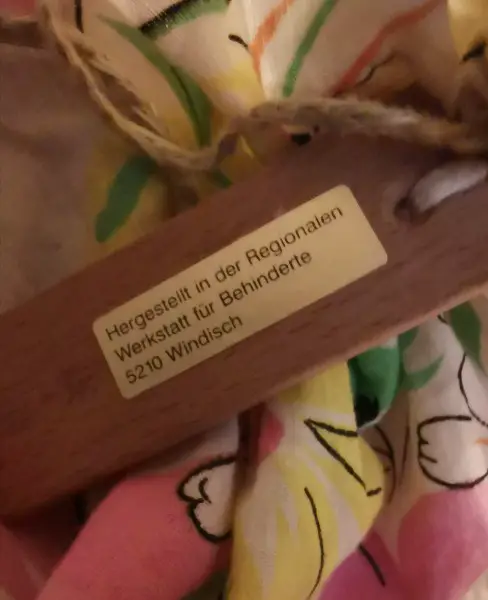 Hergestellt in der Regionalen
Werkstatt für Behinderte
5210 Windisch